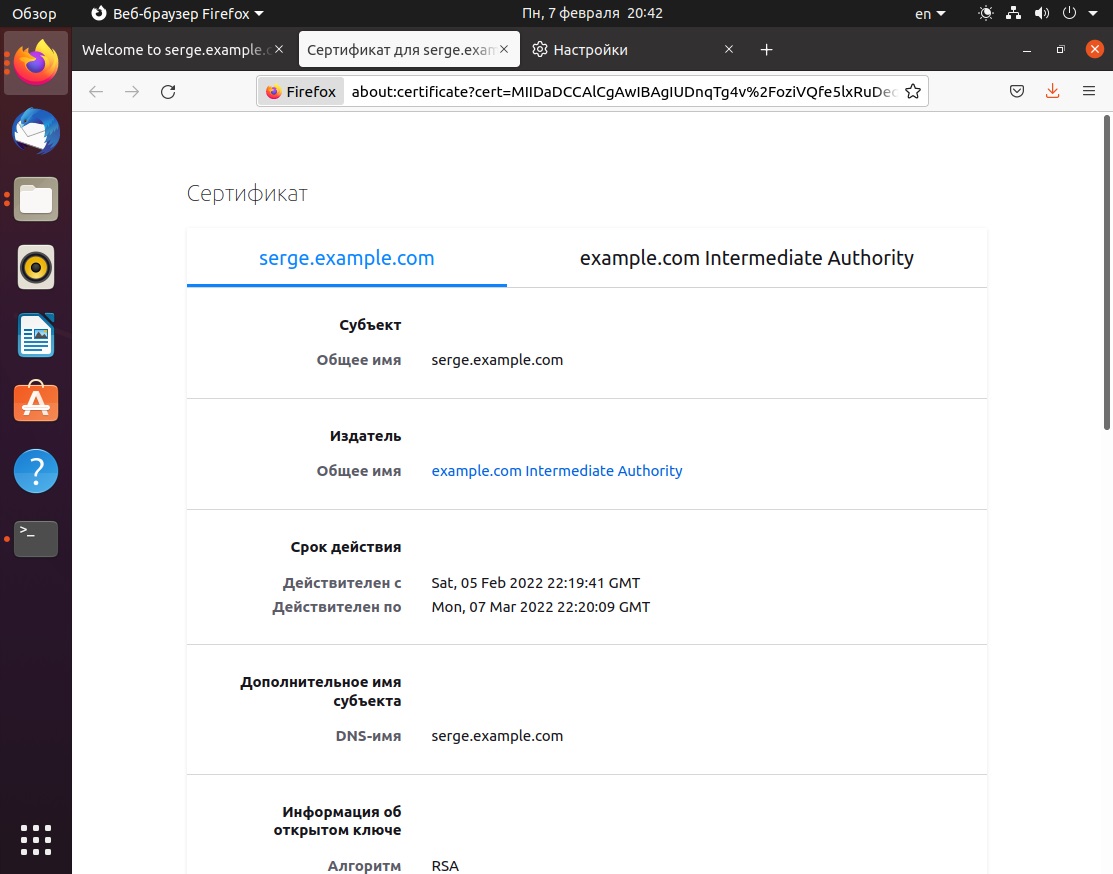 Обзор Веб-браузер Firefox Пн, 7 февраля 20:42 en
Welcome to serge.example.c Сертификат для serge.exam Настройки
Firefox about:certificate?cert=MIIDaDCCAlCgAwIBAgIUDnqTg4v%2FoziVQfe5lxRuDec
Сертификат
serge.example.com example.com Intermediate Authority
Субъект
Общее имя serge.example.com
Издатель
Общее имя example.com Intermediate Authority
Срок действия
Действителен с Sat, 05 Feb 2022 22:19:41 GMT
Действителен по Mon, 07 Mar 2022 22:20:09 GMT
Дополнительное имя
субъекта
DNS-имя serge.example.com
Информация об
открытом ключе
Алгоритм RSA